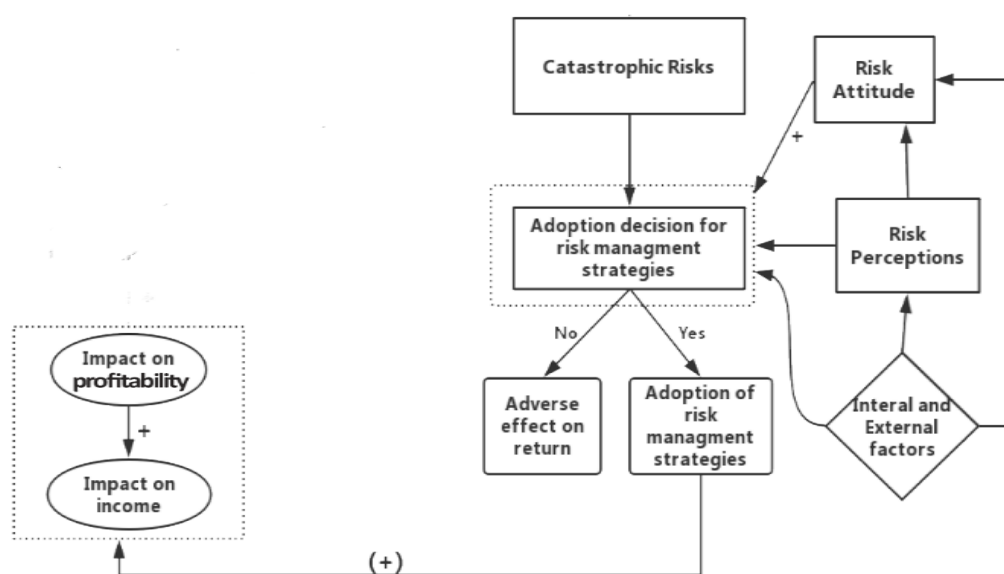 Catastrophic Risks
Risk
Attitude
+
Adoption decision for
risk managment
strategies
Risk
Perceptions
No
Yes
Impact on
profitability
+
Impact on
income
Adverse
effect on
return
Adoption of
risk
managment
strategies
Interal and
External
factors
(+)